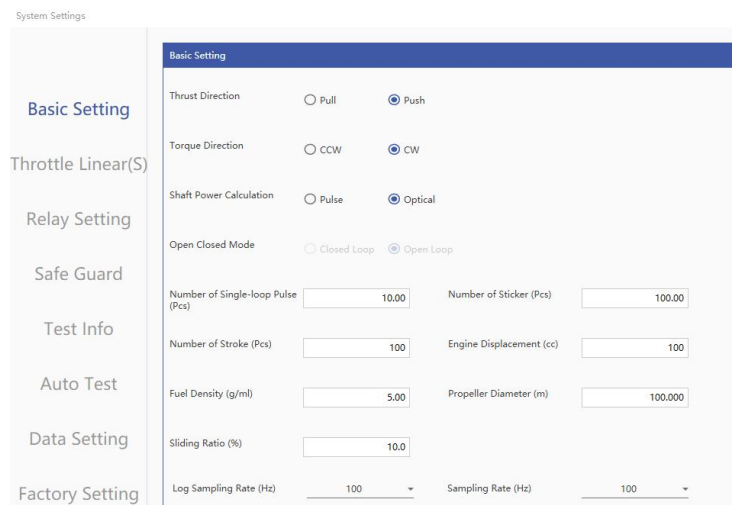 System Settings
Basic Setting
Basic Setting
Throttle Linear(S)
Relay Setting
Safe Guard
Test Info
Auto Test
Data Setting
Factory Setting
Thrust Direction Pull Push
Torque Direction CCW CW
Shaft Power Calculation Pulse Optical
Open Closed Mode Closed Loop Open Loop
Number of Single-loop Pulse
(Pcs) 10.00 Number of Sticker (Pcs) 100.00
Number of Stroke (Pcs) 100 Engine Displacement (cc) 100
Fuel Density (g/ml) 5.00 Propeller Diameter (m) 100.000
Sliding Ratio (%) 10.0
Log Sampling Rate (Hz) 100 Sampling Rate (Hz) 100